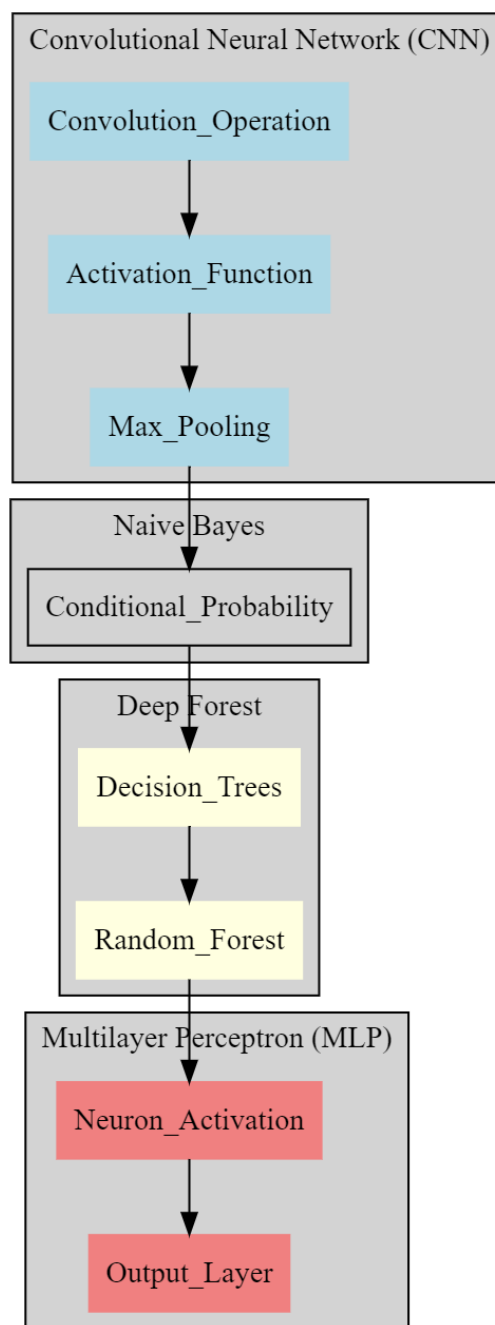 Convolutional Neural Network (CNN)
Convolution_Operation
Activation_Function
Max_Pooling
Naive Bayes
Conditional_Probability
Deep Forest
Decision_Trees
Random_Forest
Multilayer Perceptron (MLP)
Neuron_Activation
Output_Layer